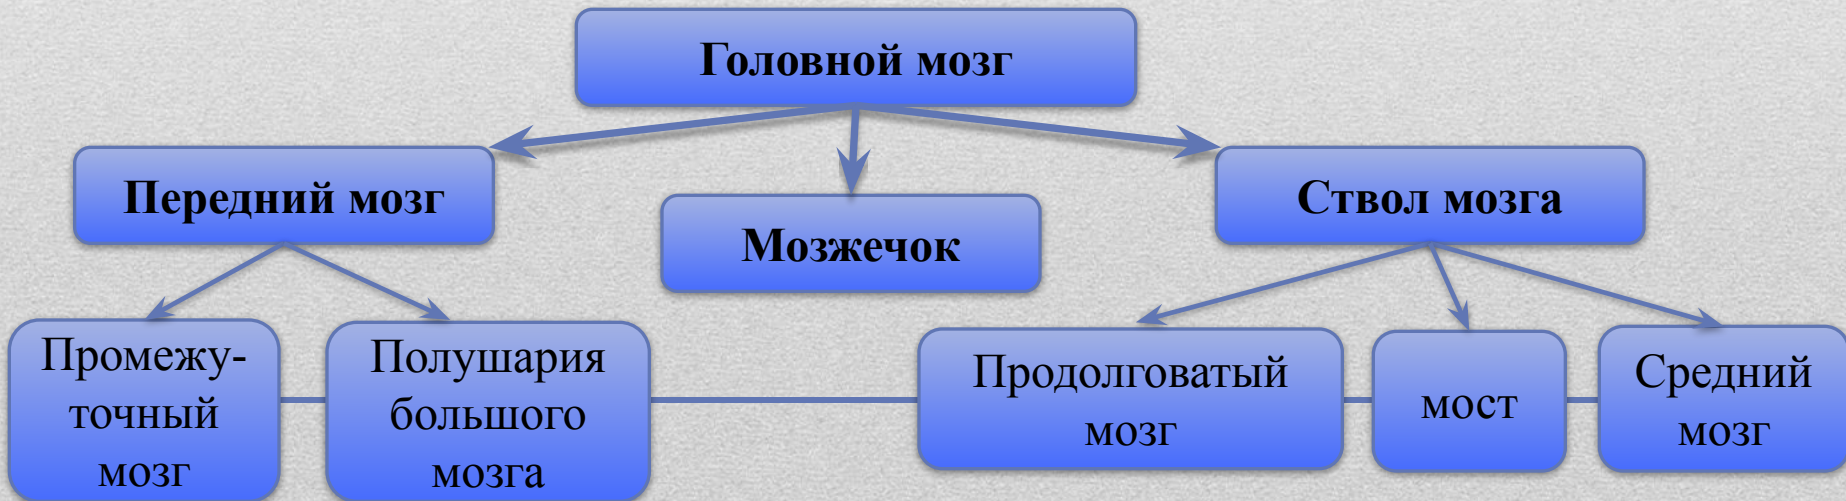 Головной мозг
Передний мозг
Мозжечок
Ствол мозга
Промежу-
точный
мозг
Полушария
большого
мозга
Продолговатый
мозг
мост
Средний
мозг